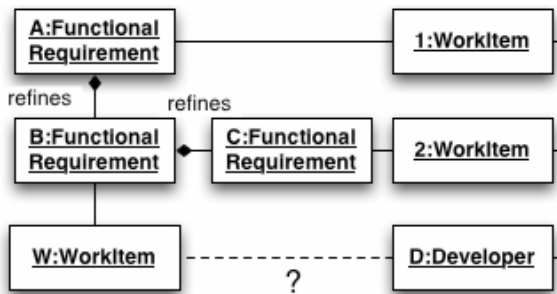 A:Functional
Requirement
1:WorkItem
refines
refines
B:Functional
Requirement
C:Functional
Requirement
2:WorkItem
W:WorkItem
?
D:Developer